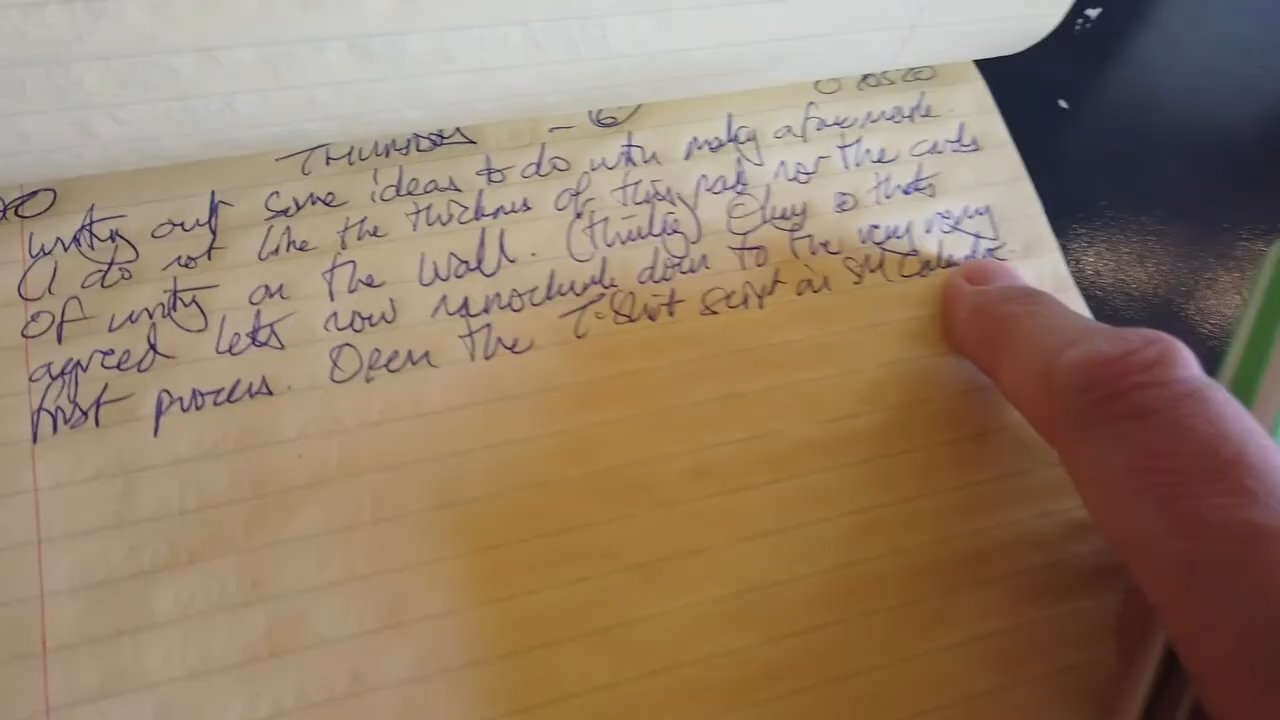 THURSDAY - 6
writing out some ideas to do with making a few more
(I do not like the thickness of this pad nor the cards
of writing on the wall. (thinking) Okay so that's
agreed lets now nanochunk down to the very very
first process. Open the T-Shirt script in SM Calendar.